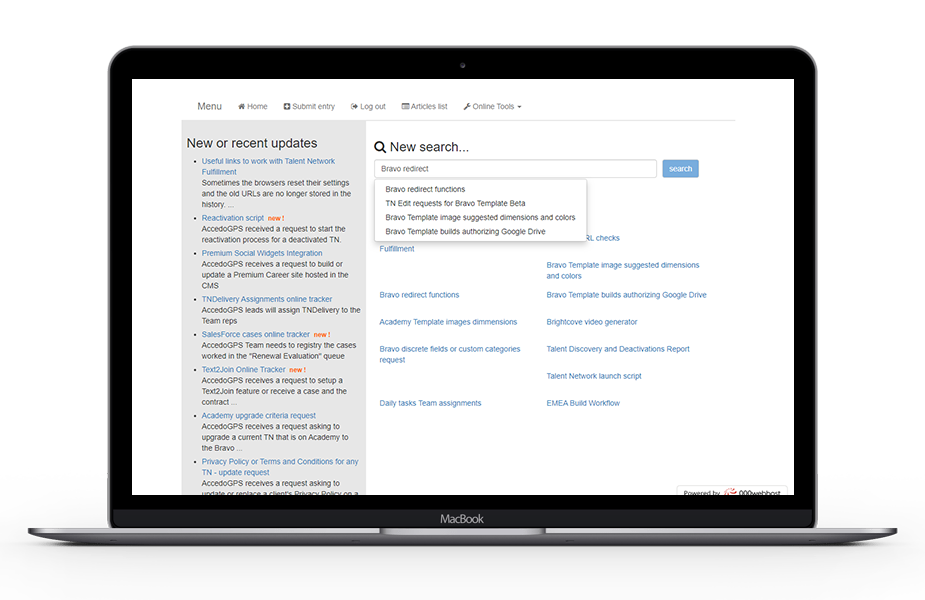 Menu Home Submit entry Log out Articles list Online Tools
New or recent updates
Useful links to work with Talent Network
Fulfillment
Sometimes the browsers reset their settings
and the old URLs are no longer stored in the
history. ...
Reactivation script new !
AccedoGPS received a request to start the
reactivation process for a deactivated TN.
Premium Social Widgets Integration
AccedoGPS receives a request to build or
update a Premium Career site hosted in the
CMS
TNDelivery Assignments online tracker
AccedoGPS leads will assign TNDelivery to the
Team reps
SalesForce cases online tracker new !
AccedoGPS Team needs to registry the cases
worked in the "Renewal Evaluation" queue
Text2Join Online Tracker new !
AccedoGPS receives a request to setup a
Text2Join feature or receive a case and the
contract ...
Academy upgrade criteria request
AccedoGPS receives a request asking to
upgrade a current TN that is on Academy to
the Bravo ...
Privacy Policy or Terms and Conditions for any
TN - update request
AccedoGPS receives a request asking to
update or replace a client's Privacy Policy on a
New search...
Bravo redirect search
Bravo redirect functions
TN Edit requests for Bravo Template Beta
Bravo Template image suggested dimensions and colors
Bravo Template builds authorizing Google Drive
RL checks
Fulfillment
Bravo Template image suggested dimensions
and colors
Bravo redirect functions Bravo Template builds authorizing Google Drive
Academy Template images dimmensions Brightcove video generator
Bravo discrete fields or custom categories Talent Discovery and Deactivations Report
request
Talent Network launch script
Daily tasks Team assignments EMEA Build Workflow
Powered by 000webhost
MacBook